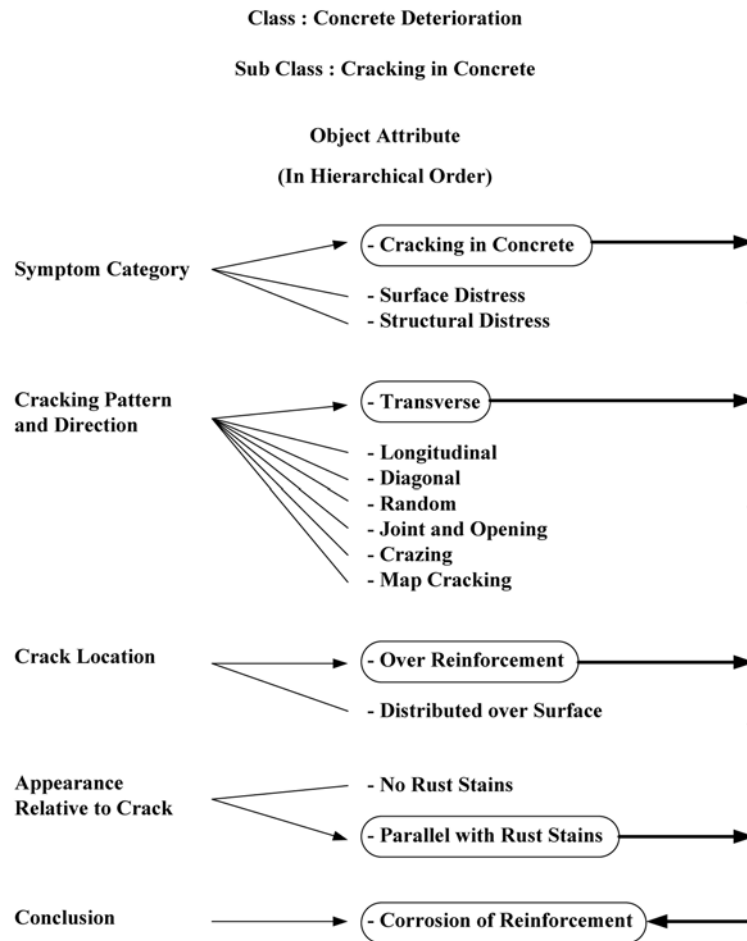 Class : Concrete Deterioration
Sub Class : Cracking in Concrete
Object Attribute
(In Hierarchical Order)
Symptom Category
- Cracking in Concrete
- Surface Distress
- Structural Distress
Cracking Pattern
and Direction
- Transverse
- Longitudinal
- Diagonal
- Random
- Joint and Opening
- Crazing
- Map Cracking
Crack Location
- Over Reinforcement
- Distributed over Surface
Appearance
Relative to Crack
- No Rust Stains
- Parallel with Rust Stains
Conclusion
- Corrosion of Reinforcement